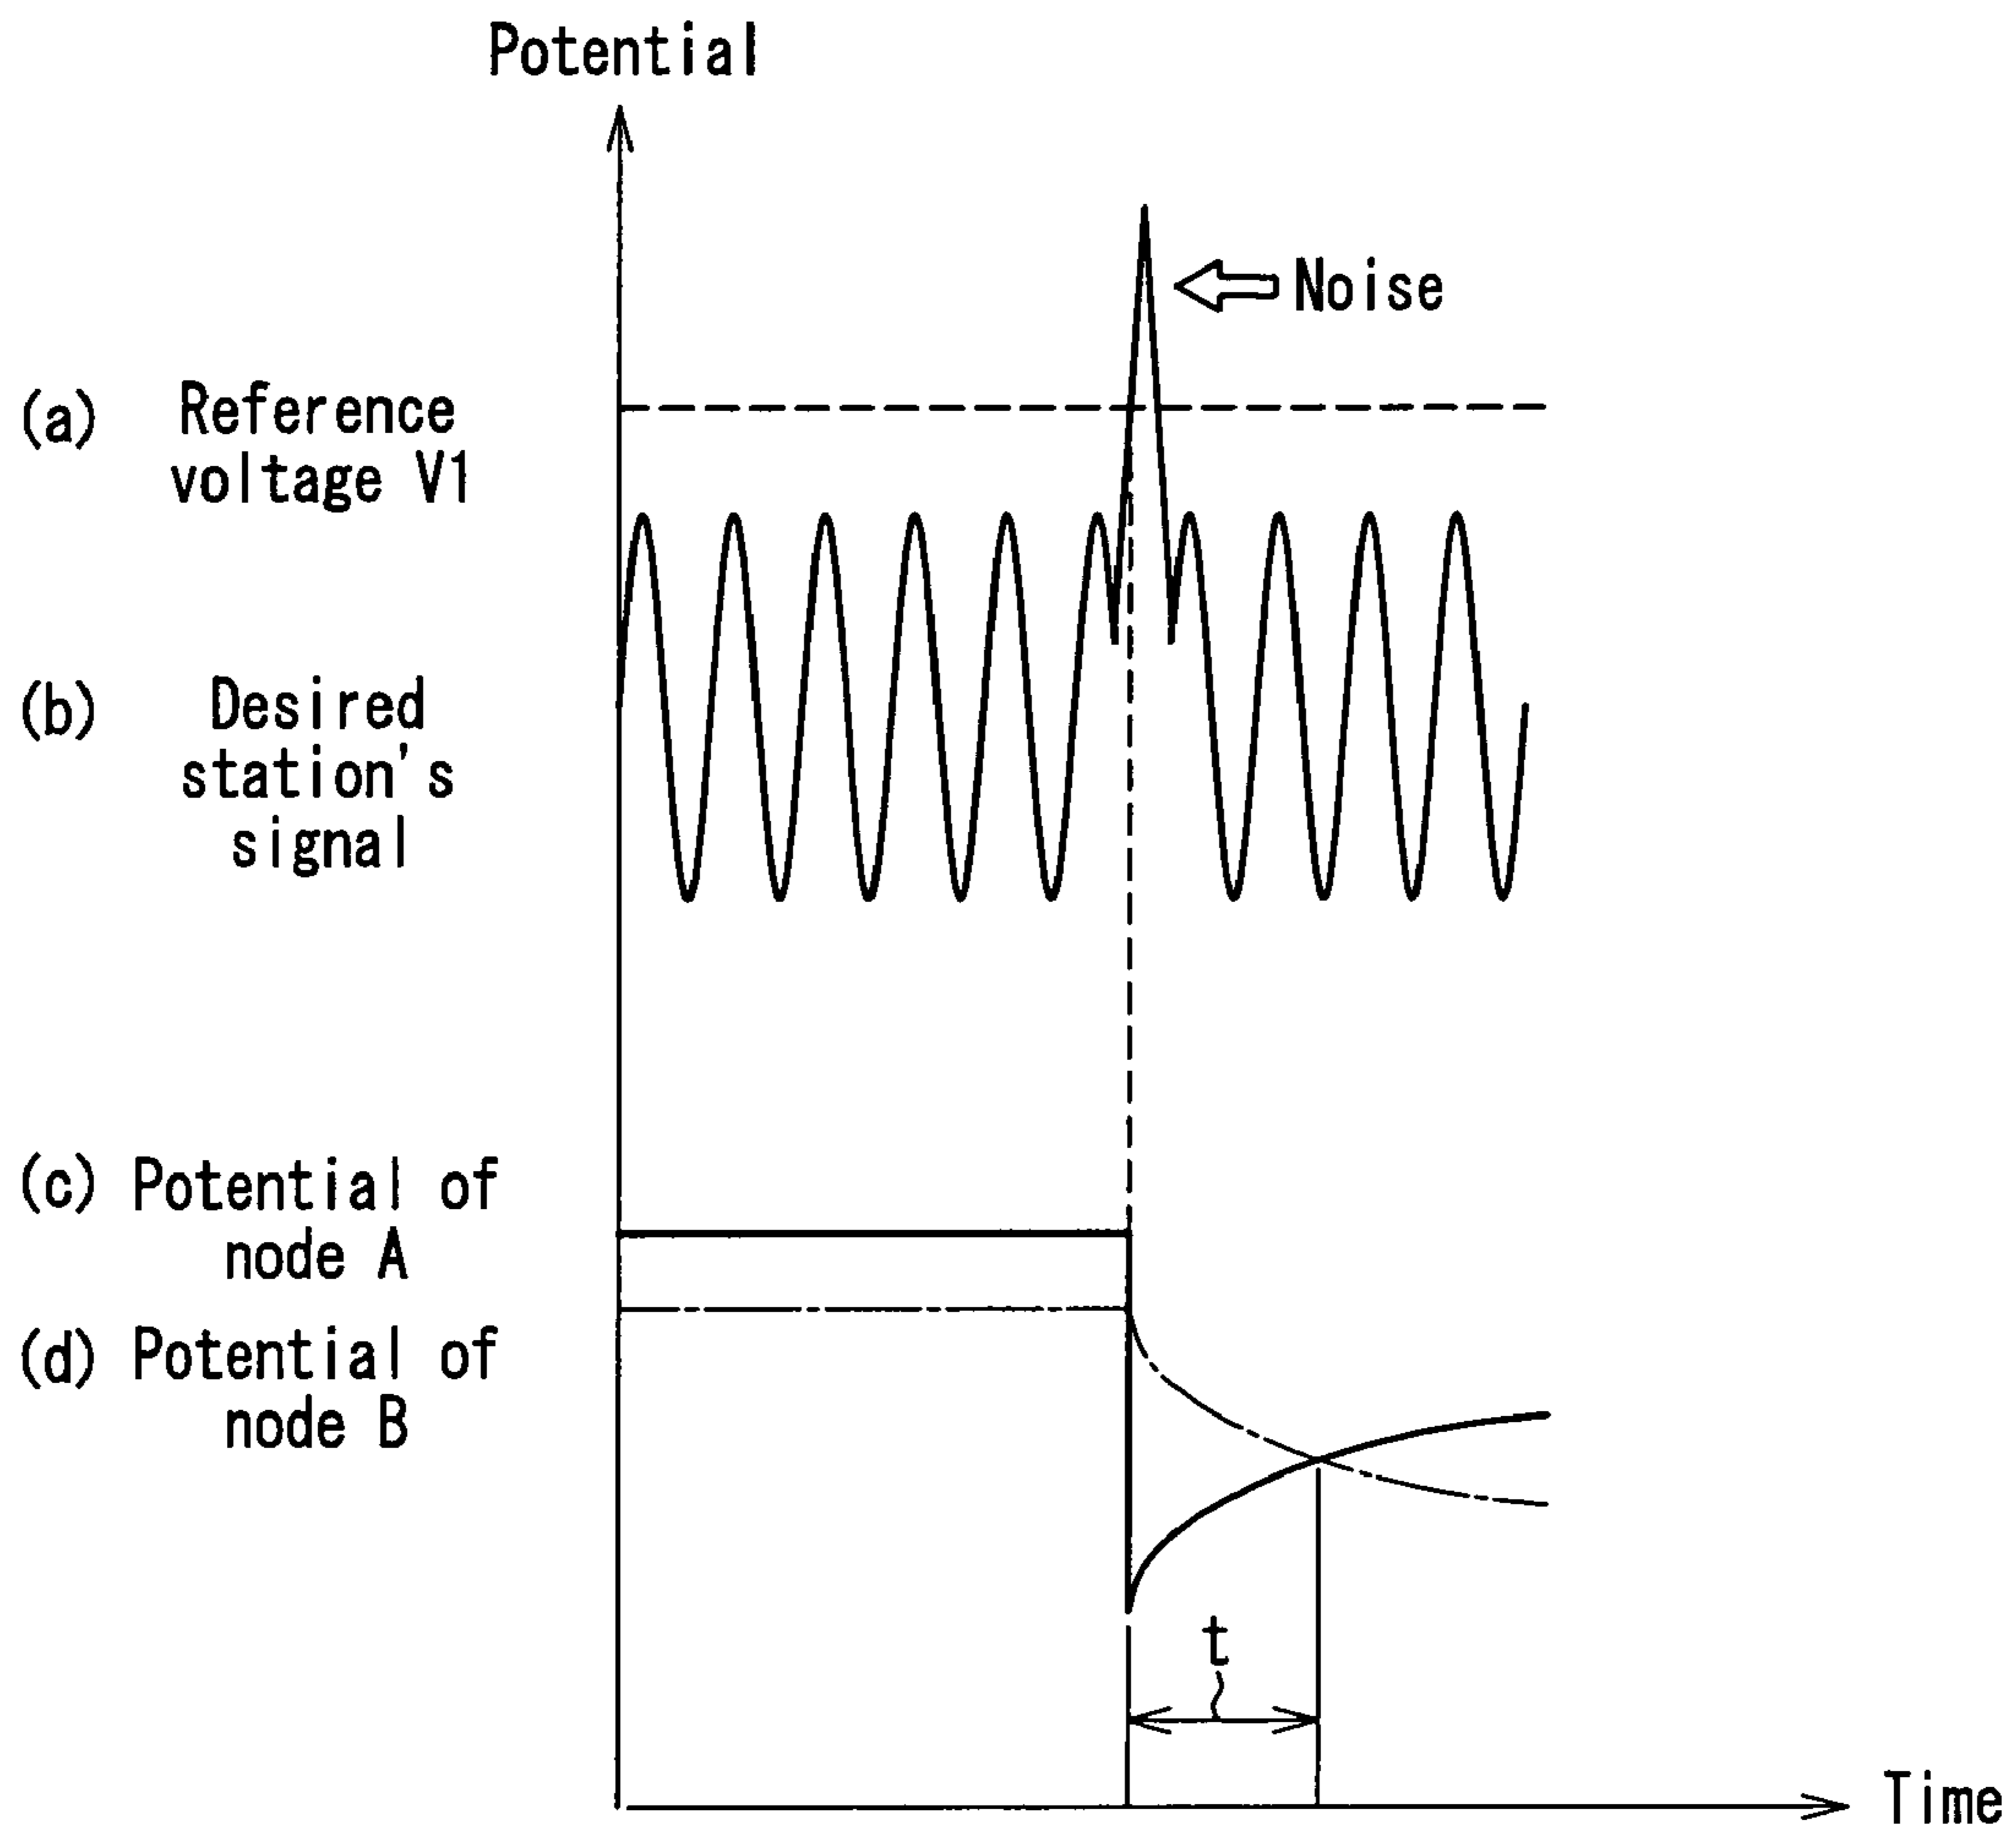 Potential
Noise
(a) Reference
voltage V1
(b) Desired
station's
signal
(c) Potential of
node A
(d) Potential of
node B
t
Time